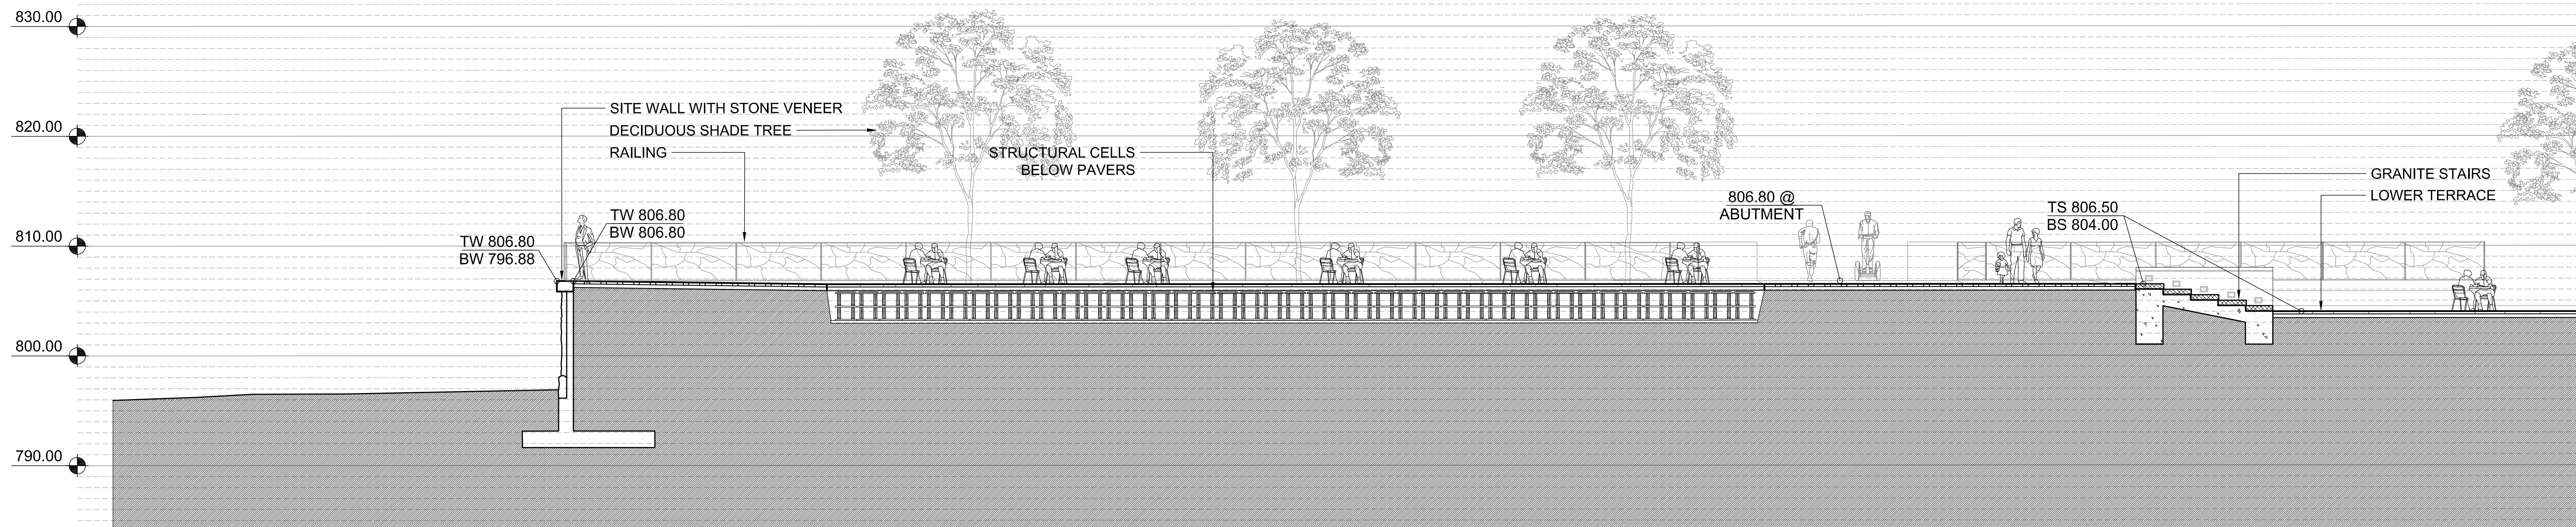 830.00
820.00
810.00
800.00
790.00
SITE WALL WITH STONE VENEER
DECIDUOUS SHADE TREE
RAILING
STRUCTURAL CELLS
BELOW PAVERS
TW 806.80
BW 806.80
TW 806.80
BW 796.88
806.80 @
ABUTMENT
TS 806.50
BS 804.00
GRANITE STAIRS
LOWER TERRACE